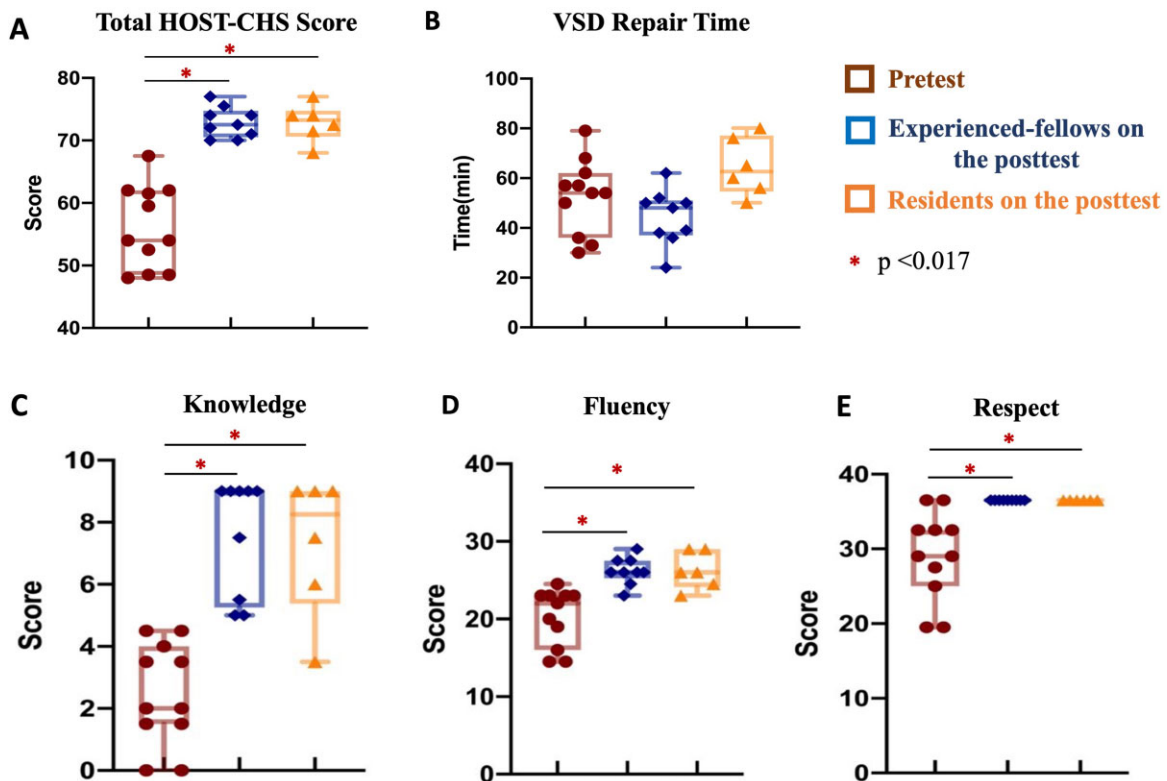 A
Total HOST-CHS Score
*
*
80
70
60
50
40
Score
B
VSD Repair Time
100
80
60
40
20
0
Time(min)
Pretest
Experienced-fellows on
the posttest
Residents on the posttest
* p <0.017
C
Knowledge
*
*
10
8
6
4
2
0
Score
D
Fluency
*
*
40
30
20
10
0
Score
E
Respect
*
*
40
30
20
10
0
Score